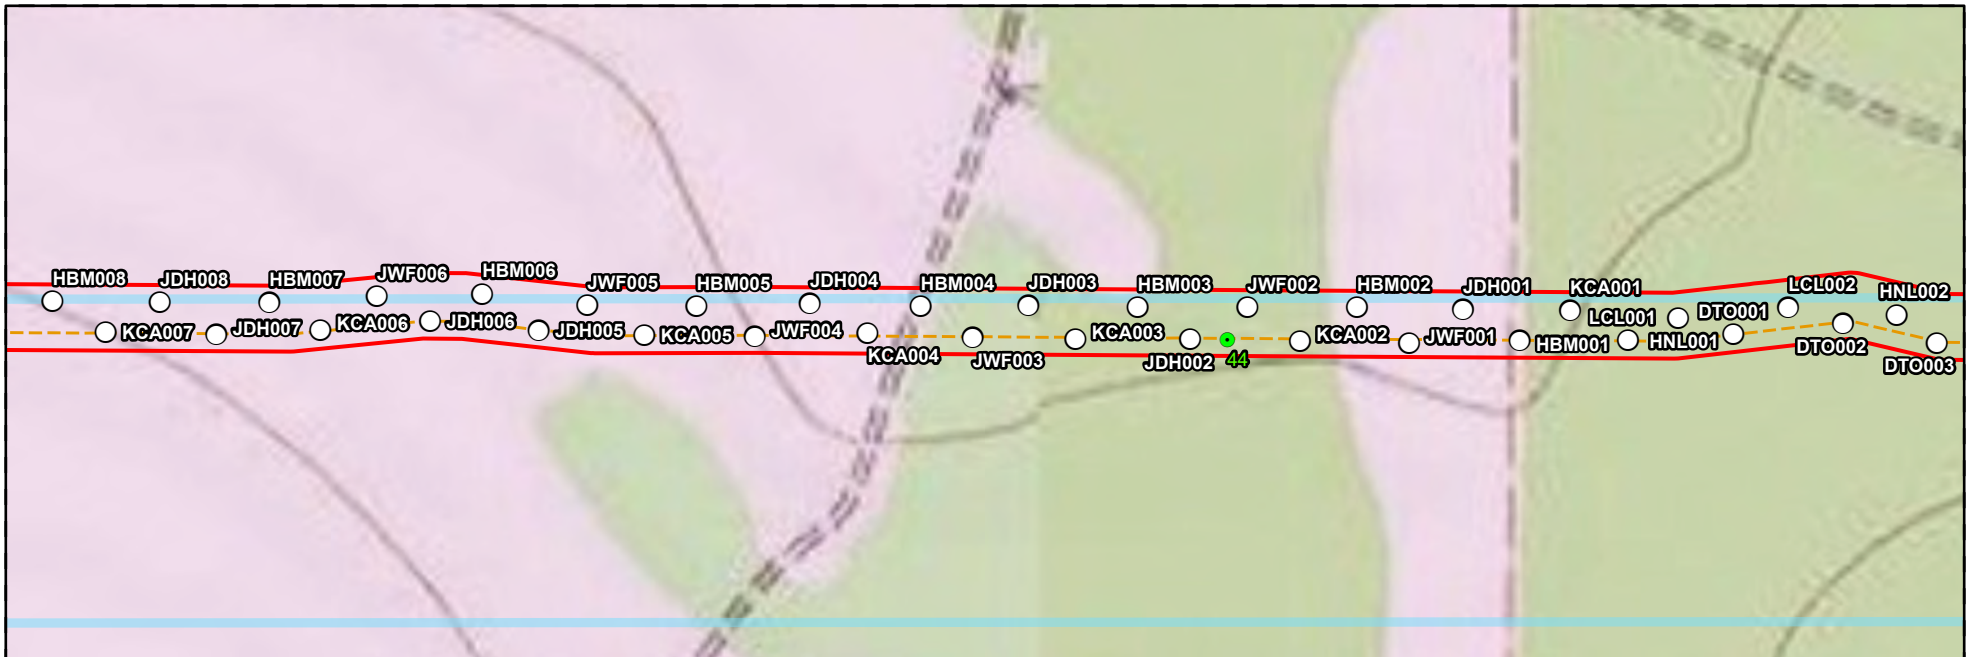 HBM008 JDH008 HBM007 JWF006 HBM006 JWF005 HBM005 JDH004 HBM004 JDH003 HBM003 JWF002 HBM002 JDH001 KCA001 LCL002 HNL002
KCA007 JDH007 KCA006 JDH006 JDH005 KCA005 JWF004 KCA003 KCA002 JWF001 HBM001 LCL001 HNL001 DTO001
KCA004 JWF003 JDH002 44 DTO002 DTO003